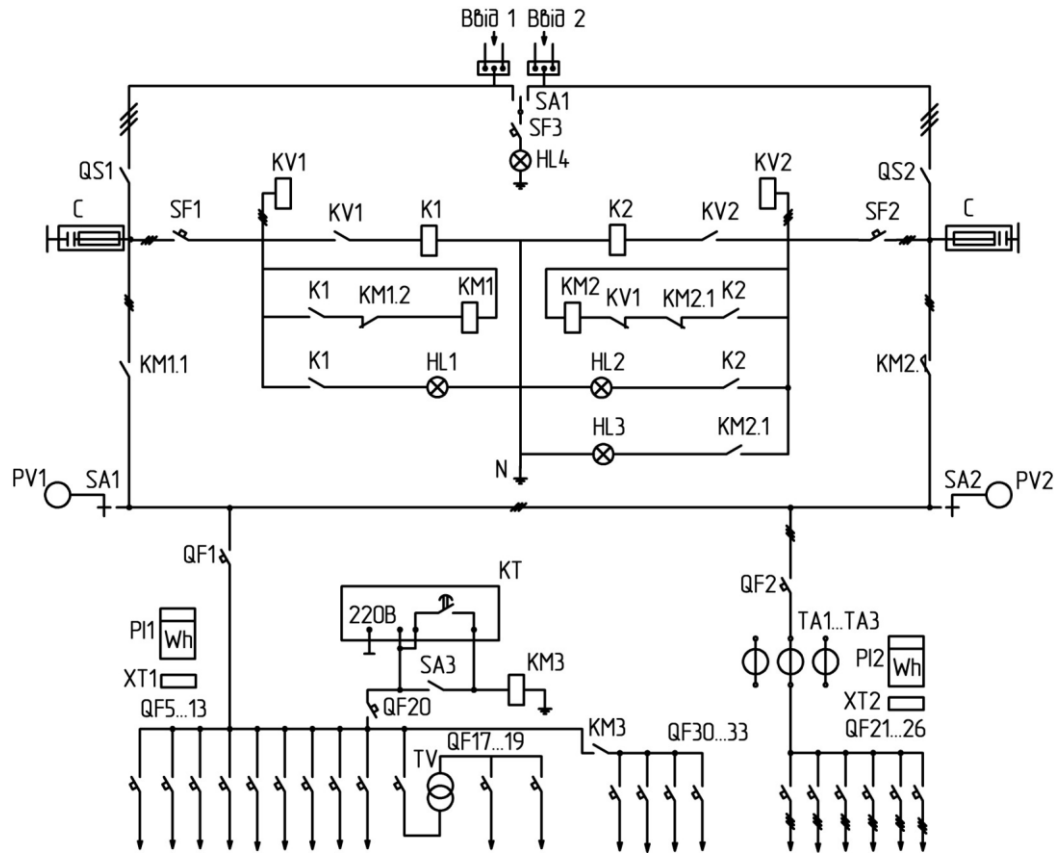 Ввід 1 Ввід 2
SA1
SF3
HL4
KV1 KV2
QS1 QS2
C SF1 KV1 K1 K2 KV2 SF2 C
K1 KM1.2 KM1 KM2 KV1 KM2.1 K2
KM1.1 K1 HL1 HL2 K2 KM2.
HL3 KM2.1
N
PV1 SA1 SA2 PV2
QF1 KT QF2
220В
PI1 Wh SA3 KM3 TA1...TA3 PI2 Wh
XT1 XT2
QF5...13 QF20 QF21...26
TV QF17...19 KM3 QF30...33